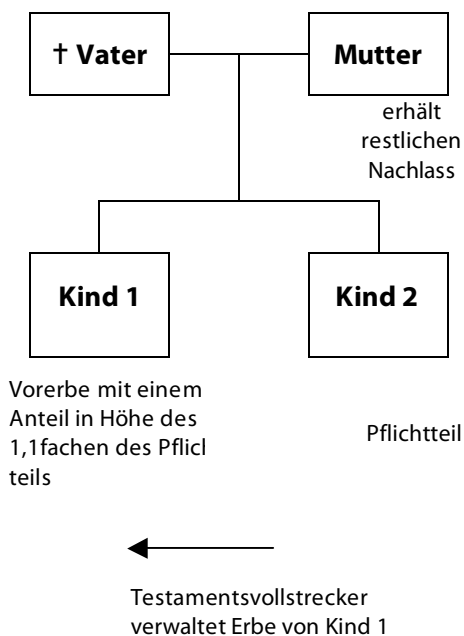 † Vater
Mutter
erhält
restlichen
Nachlass
Kind 1
Kind 2
Vorerbe mit einem
Anteil in Höhe des
1,1fachen des Pflicl
teils
Pflichtteil
Testamentsvollstrecker
verwaltet Erbe von Kind 1